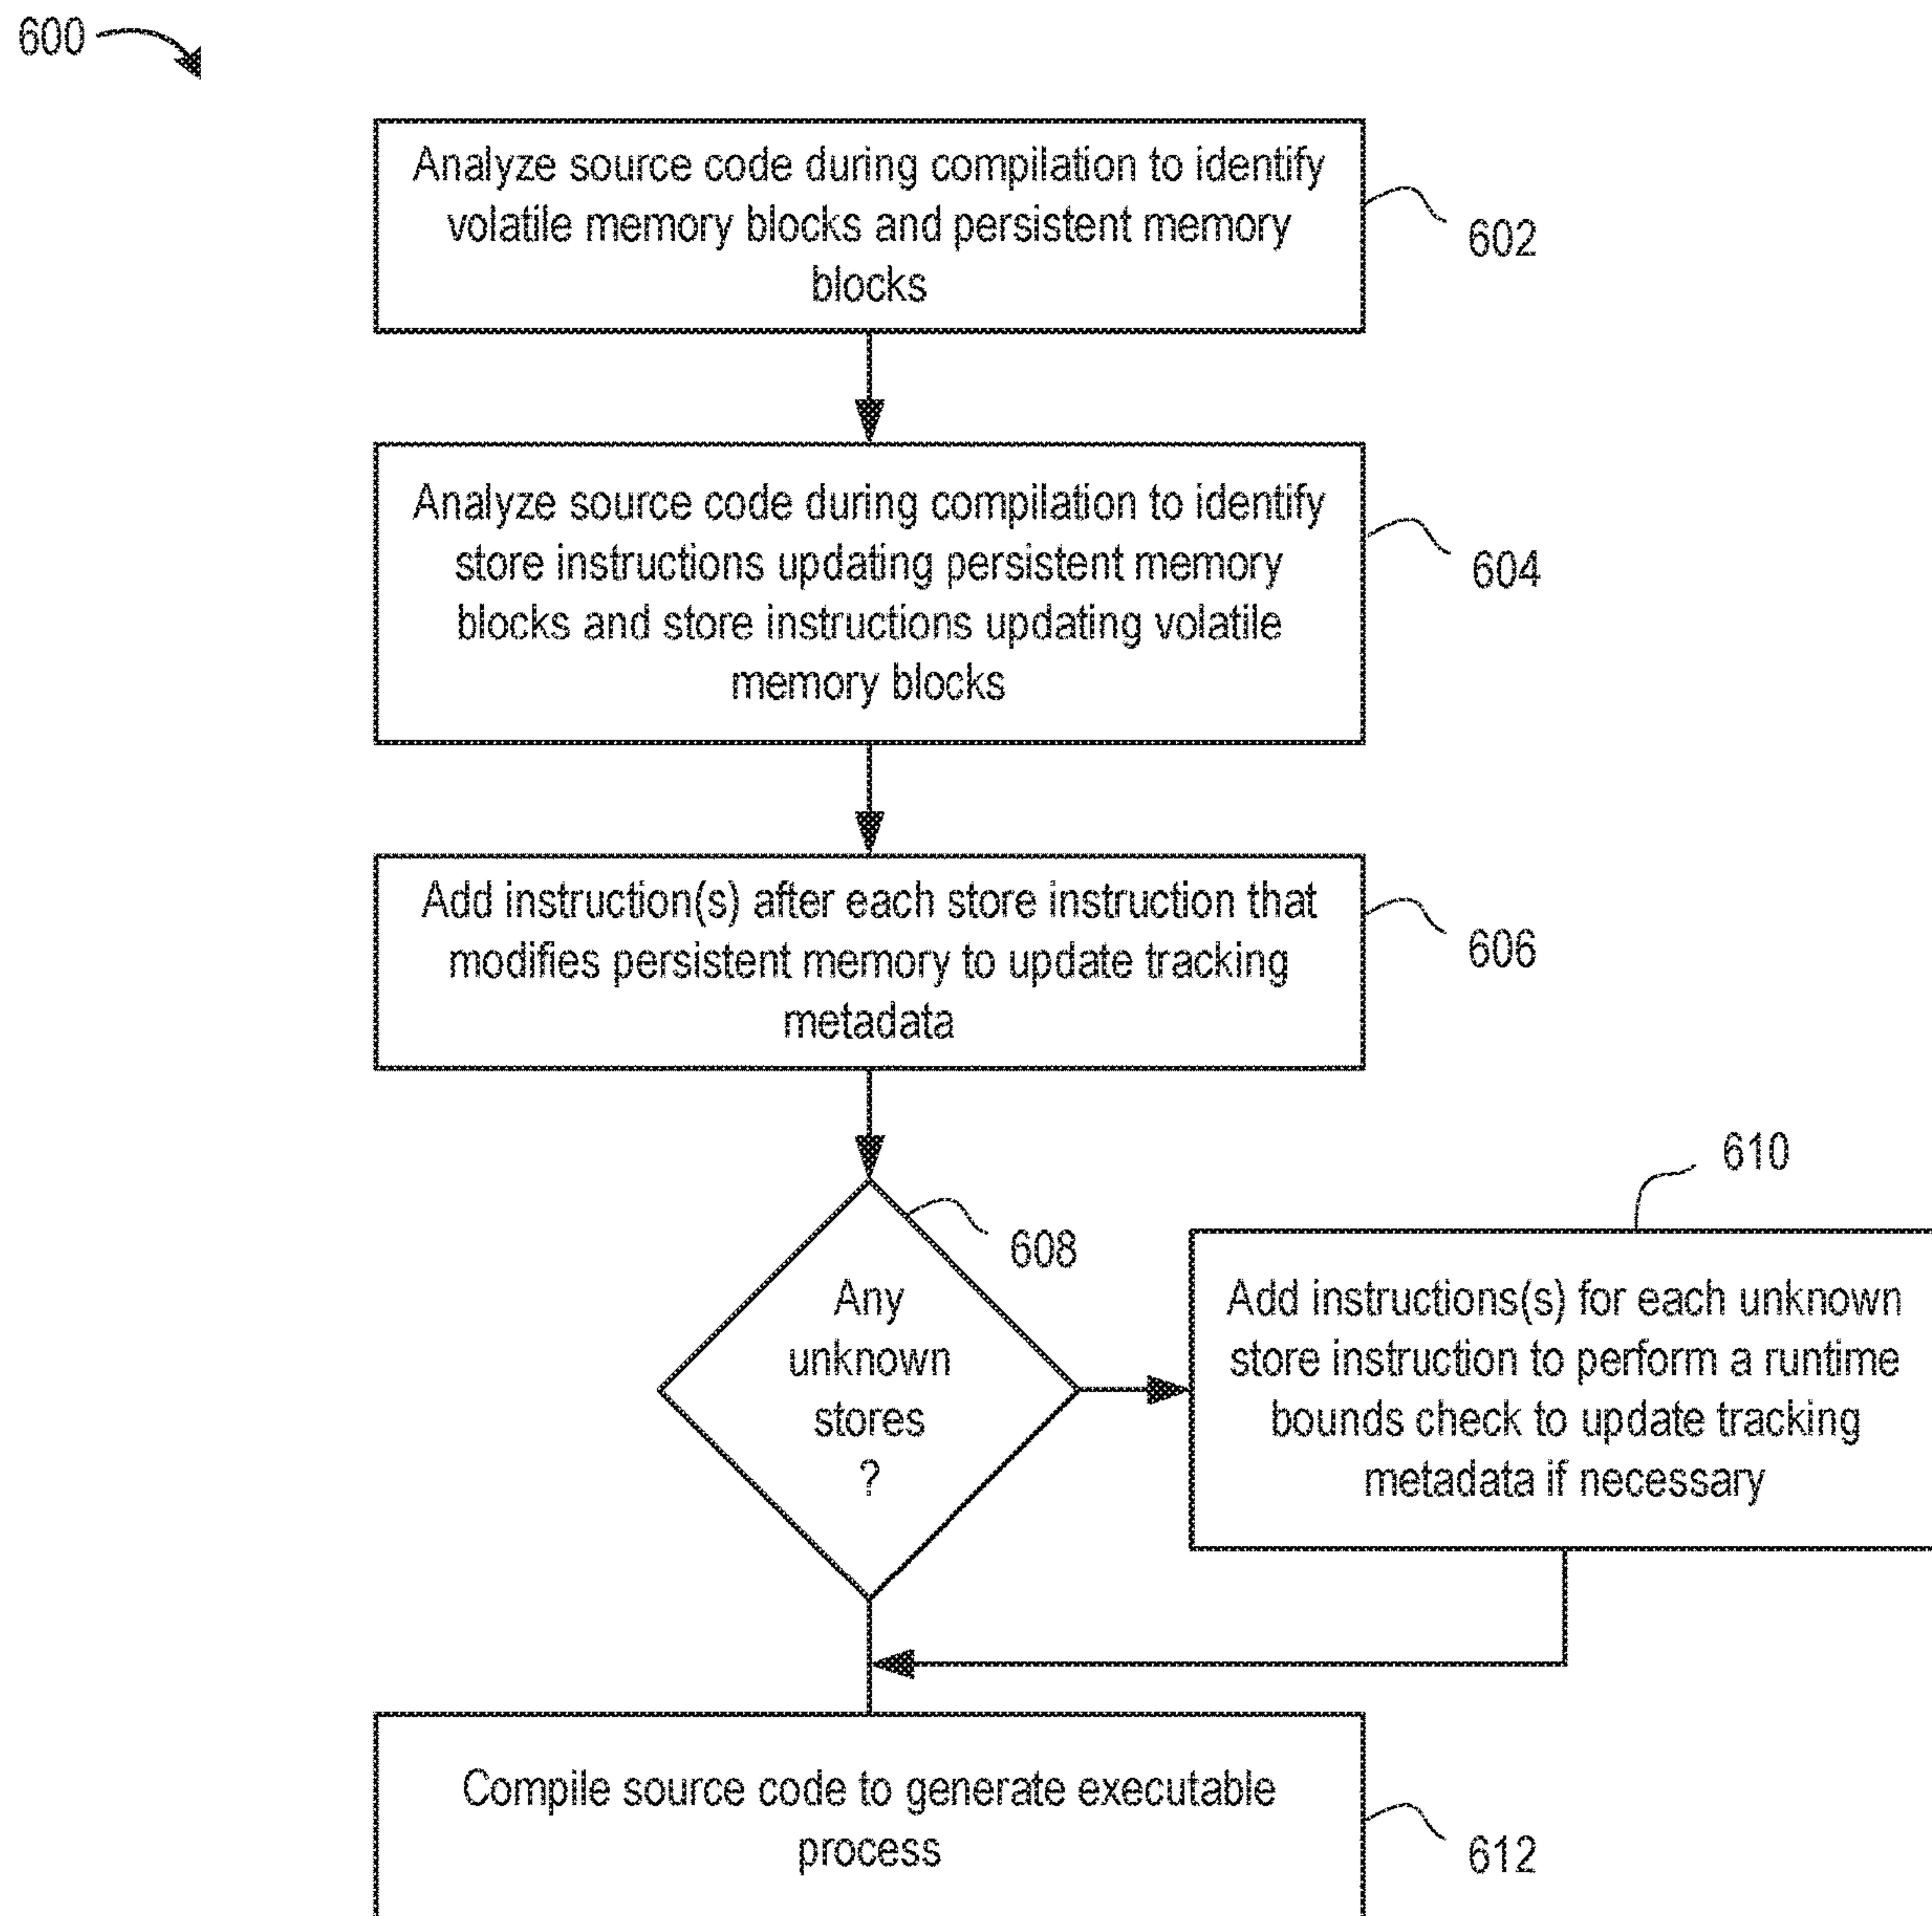 600
Analyze source code during compilation to identify
volatile memory blocks and persistent memory
blocks
602
Analyze source code during compilation to identify
store instructions updating persistent memory
blocks and store instructions updating volatile
memory blocks
604
Add instruction(s) after each store instruction that
modifies persistent memory to update tracking
metadata
606
608
Any
unknown
stores
?
610
Add instructions(s) for each unknown
store instruction to perform a runtime
bounds check to update tracking
metadata if necessary
Compile source code to generate executable
process
612